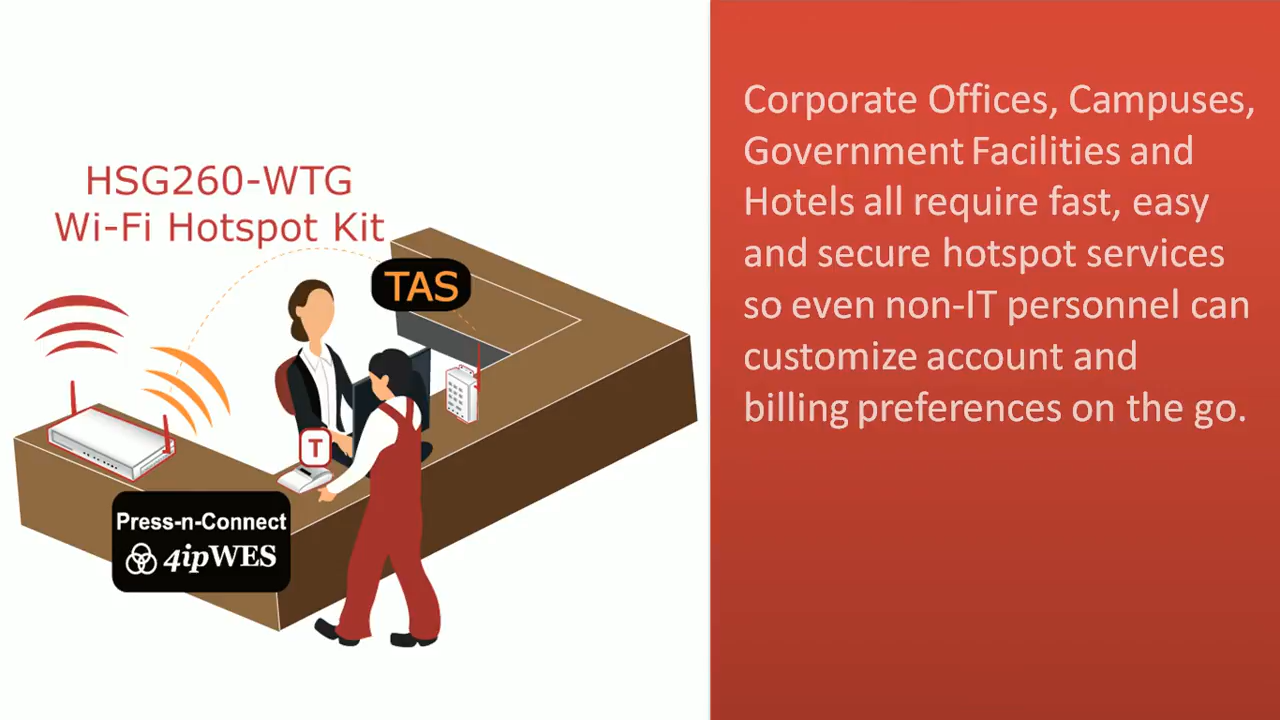 HSG260-WTG
Wi-Fi Hotspot Kit
TAS
T
Press-n-Connect
4ipWES
Corporate Offices, Campuses,
Government Facilities and
Hotels all require fast, easy
and secure hotspot services
so even non-IT personnel can
customize account and
billing preferences on the go.